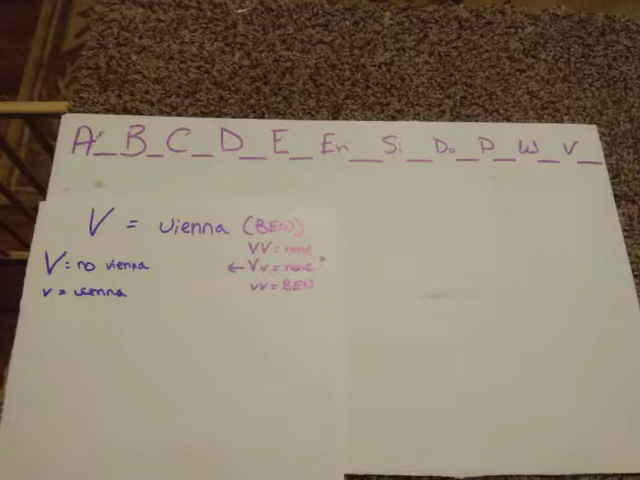 A_B_C_D_E_En_Si_Do_P_W_V_
V = vienna (BEW)
VV = none
V = no vienna ← Vv = none
v = vienna vv = BEW